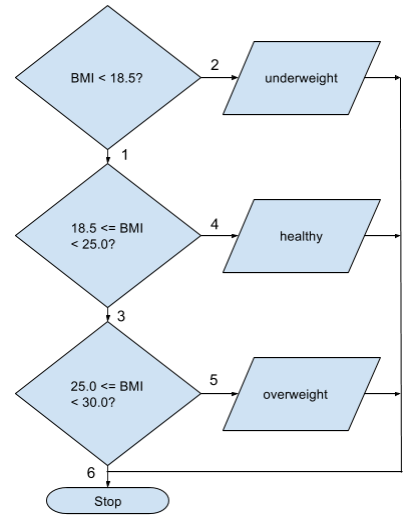 BMI < 18.5?
2
underweight
1
18.5 <= BMI
< 25.0?
4
healthy
3
25.0 <= BMI
< 30.0?
5
overweight
6
Stop